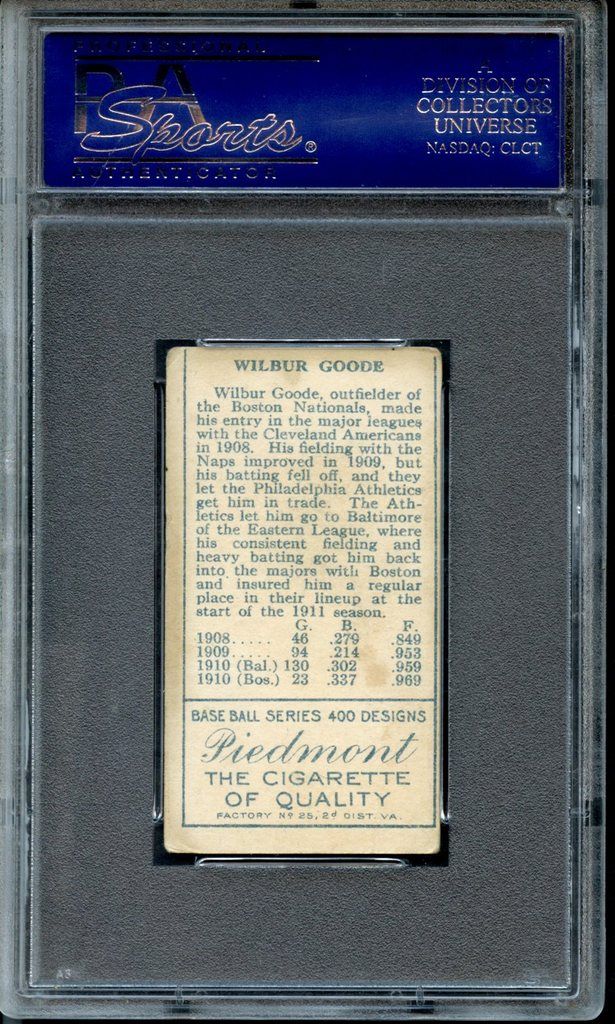 PROFESSIONAL
PSA
Sports®
AUTHENTICATOR
A
DIVISION OF
COLLECTORS
UNIVERSE
NASDAQ: CLCT
WILBUR GOODE
Wilbur Goode, outfielder of
the Boston Nationals, made
his entry in the major leagues
with the Cleveland Americans
in 1908. His fielding with the
Naps improved in 1909, but
his batting fell off, and they
let the Philadelphia Athletics
get him in trade. The Ath-
letics let him go to Baltimore
of the Eastern League, where
his consistent fielding and
heavy batting got him back
into the majors with Boston
and insured him a regular
place in their lineup at the
start of the 1911 season.
G. B. F.
1908..... 46 .279 .849
1909..... 94 .214 .953
1910 (Bal.) 130 .302 .959
1910 (Bos.) 23 .337 .969
BASE BALL SERIES 400 DESIGNS
Piedmont
THE CIGARETTE
OF QUALITY
FACTORY Nº 25, 2d DIST. VA.
A3